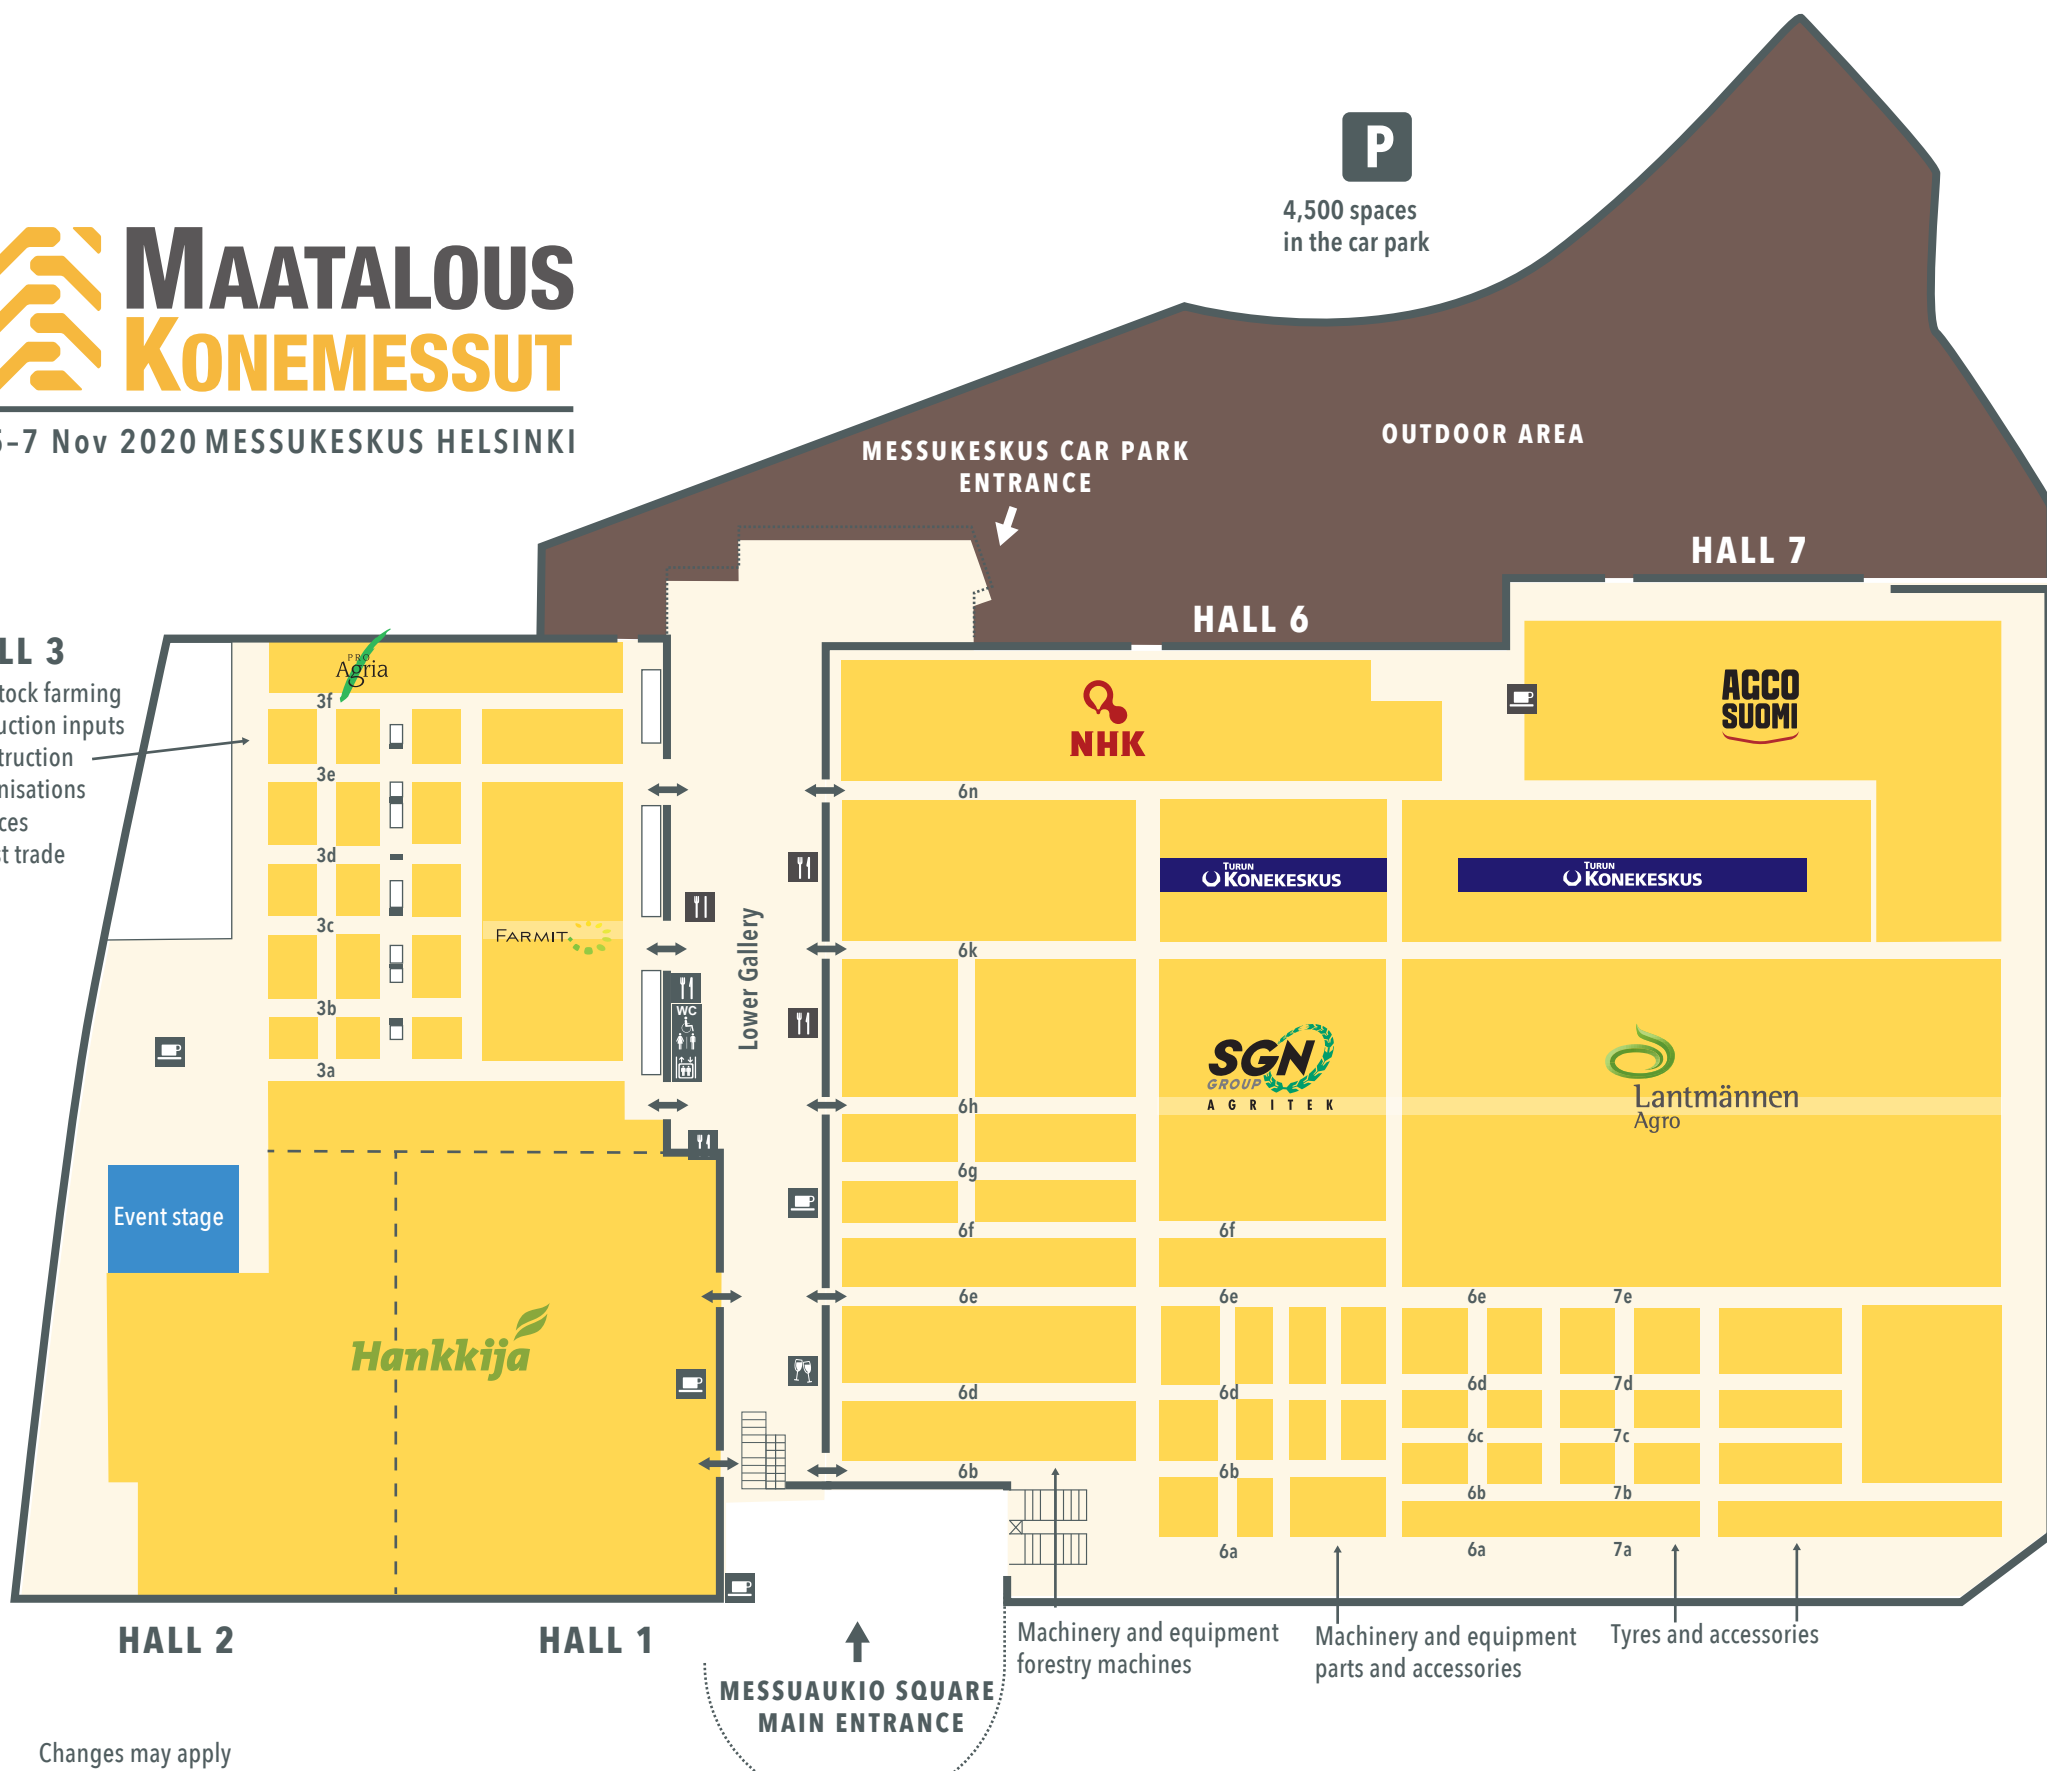 P
4,500 spaces
in the car park
MAATALOUS
KONEMESSUT
-7 Nov 2020 MESSUKESKUS HELSINKI
MESSUKESKUS CAR PARK
ENTRANCE
OUTDOOR AREA
HALL 7
HALL 6
LL 3
tock farming
uction inputs
truction
nisations
ces
st trade
PRO
Agria
3f
3e
3d
3c
3b
3a
FARMIT
WC
Lower Gallery
NHK
AGCO
SUOMI
6n
TURUN
KONEKESKUS
TURUN
KONEKESKUS
6k
SGN
GROUP
AGRITEK
Lantmännen
Agro
6h
6g
6f
6f
6e
6e
6e
7e
6d
6d
6d
7d
6c
7c
6b
6b
6b
7b
6a
6a
7a
Event stage
Hankkija
HALL 2
HALL 1
MESSUAUKIO SQUARE
MAIN ENTRANCE
Machinery and equipment
forestry machines
Machinery and equipment
parts and accessories
Tyres and accessories
Changes may apply